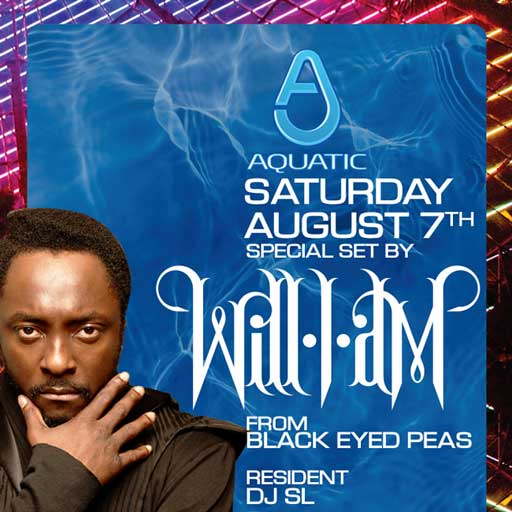 AQUATIC
SATURDAY
AUGUST 7TH
SPECIAL SET BY
will·i·am
FROM
BLACK EYED PEAS
RESIDENT
DJ SL